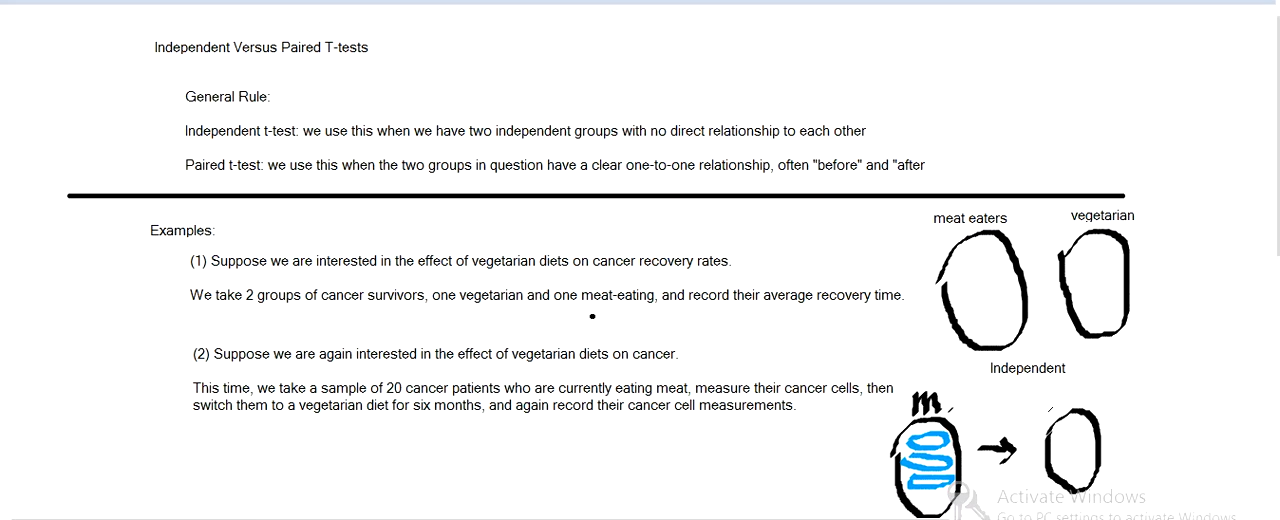 Independent Versus Paired T-tests
General Rule:
Independent t-test: we use this when we have two independent groups with no direct relationship to each other
Paired t-test: we use this when the two groups in question have a clear one-to-one relationship, often "before" and "after
meat eaters
vegetarian
Examples:
(1) Suppose we are interested in the effect of vegetarian diets on cancer recovery rates.
We take 2 groups of cancer survivors, one vegetarian and one meat-eating, and record their average recovery time.
(2) Suppose we are again interested in the effect of vegetarian diets on cancer.
Independent
This time, we take a sample of 20 cancer patients who are currently eating meat, measure their cancer cells, then
switch them to a vegetarian diet for six months, and again record their cancer cell measurements.
m
Activate Windows
Go to PC settings to activate Windows